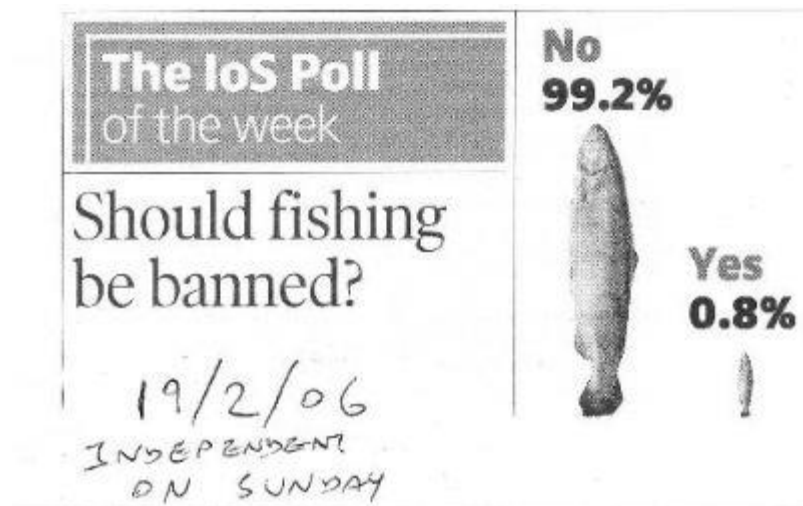 The IoS Poll
of the week
Should fishing
be banned?
19/2/06
INDEPENDENT
ON SUNDAY
No
99.2%
Yes
0.8%